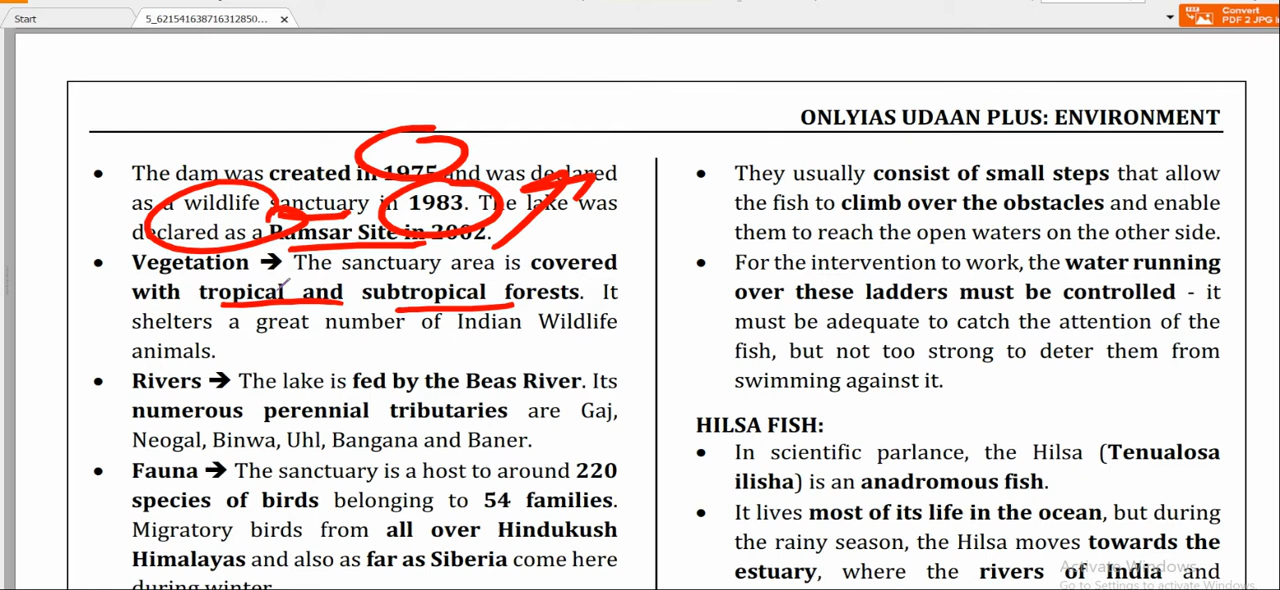 Start
5_621541638716312850...
Convert
PDF 2 JPG
ONLYIAS UDAAN PLUS: ENVIRONMENT
• The dam was created in 1975 and was declared
as a wildlife sanctuary in 1983. The lake was
declared as a Ramsar Site in 2002.
• Vegetation ➔ The sanctuary area is covered
with tropical and subtropical forests. It
shelters a great number of Indian Wildlife
animals.
• Rivers ➔ The lake is fed by the Beas River. Its
numerous perennial tributaries are Gaj,
Neogal, Binwa, Uhl, Bangana and Baner.
• Fauna ➔ The sanctuary is a host to around 220
species of birds belonging to 54 families.
Migratory birds from all over Hindukush
Himalayas and also as far as Siberia come here
during winter.
• They usually consist of small steps that allow
the fish to climb over the obstacles and enable
them to reach the open waters on the other side.
• For the intervention to work, the water running
over these ladders must be controlled - it
must be adequate to catch the attention of the
fish, but not too strong to deter them from
swimming against it.
HILSA FISH:
• In scientific parlance, the Hilsa (Tenualosa
ilisha) is an anadromous fish.
• It lives most of its life in the ocean, but during
the rainy season, the Hilsa moves towards the
estuary, where the rivers of India and
Activate Windows
Go to Settings to activate Windows.